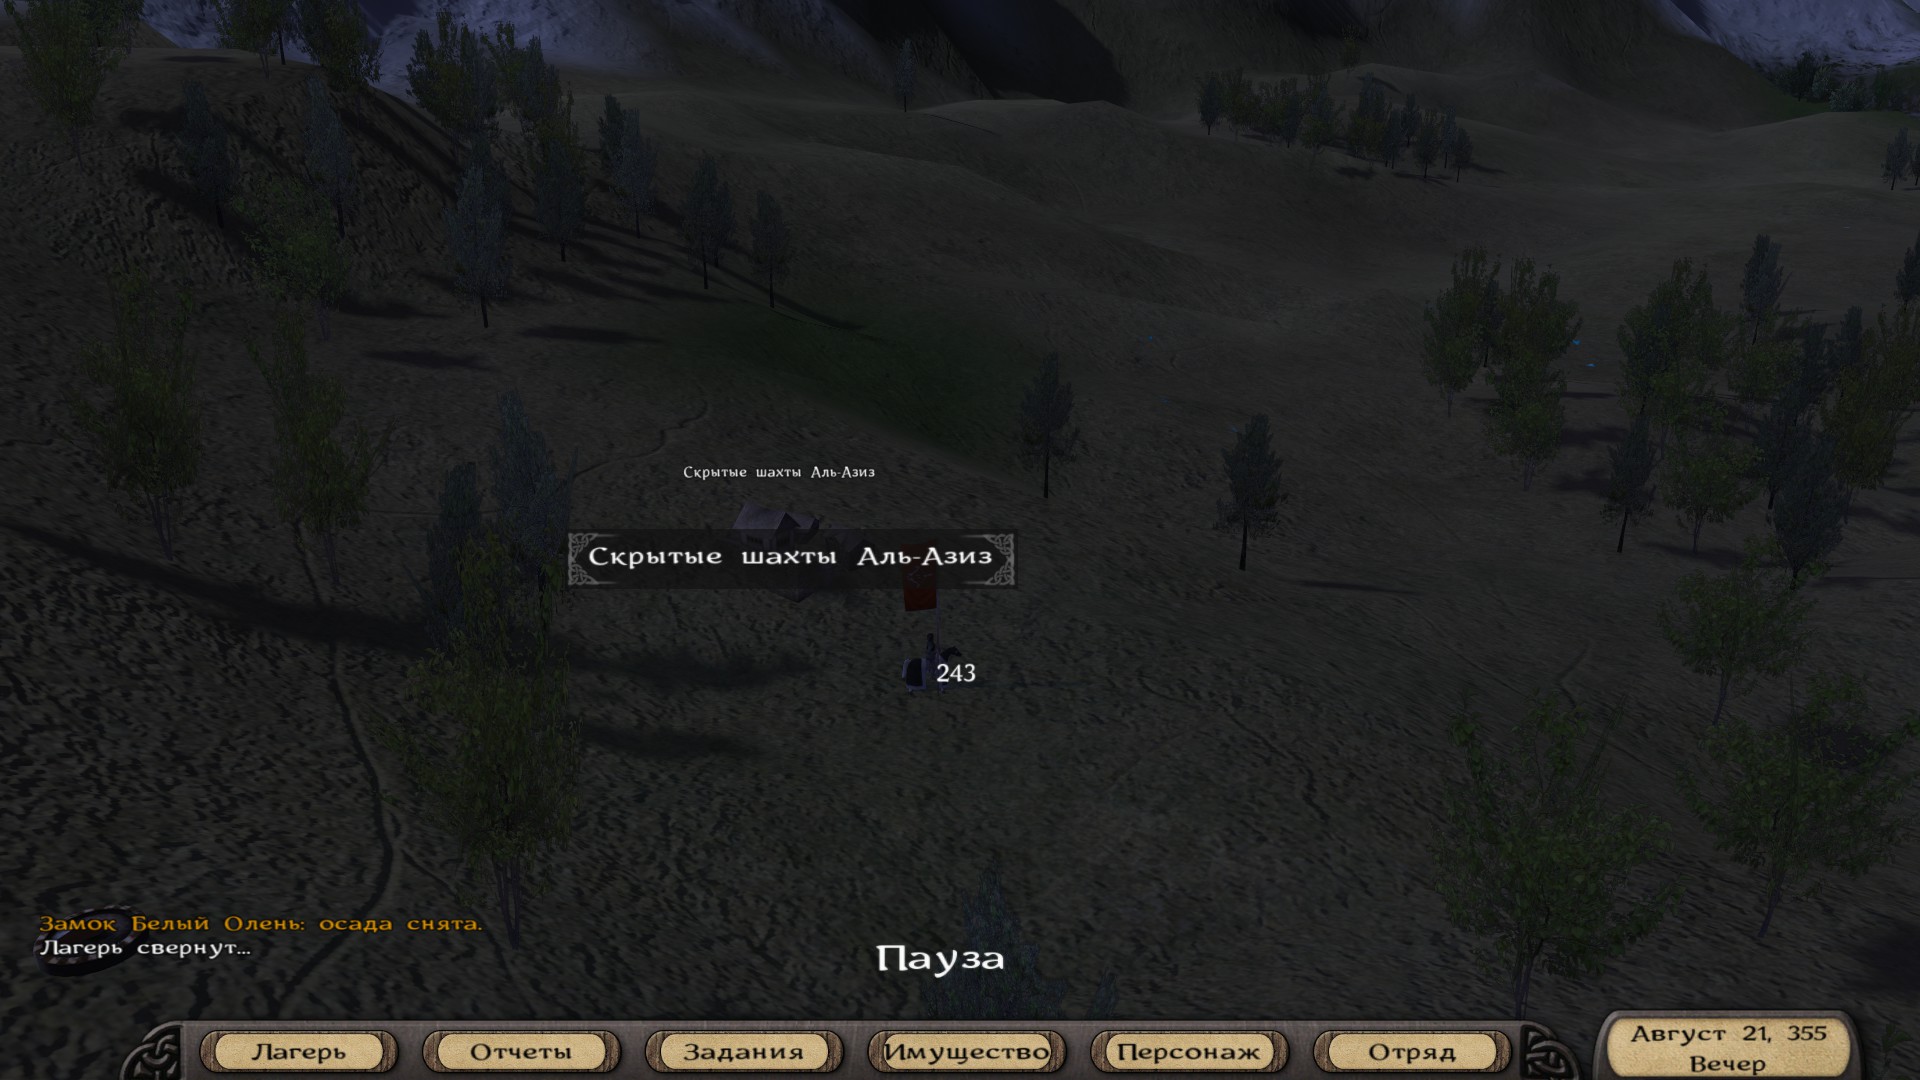 Скрытые шахты Аль-Азиз
Скрытые шахты Аль-Азиз
243
Замок Белый Олень: осада снята.
Лагерь свернут...
Пауза
Лагерь
Отчеты
Задания
Имущество
Персонаж
Отряд
Август 21, 355
Вечер